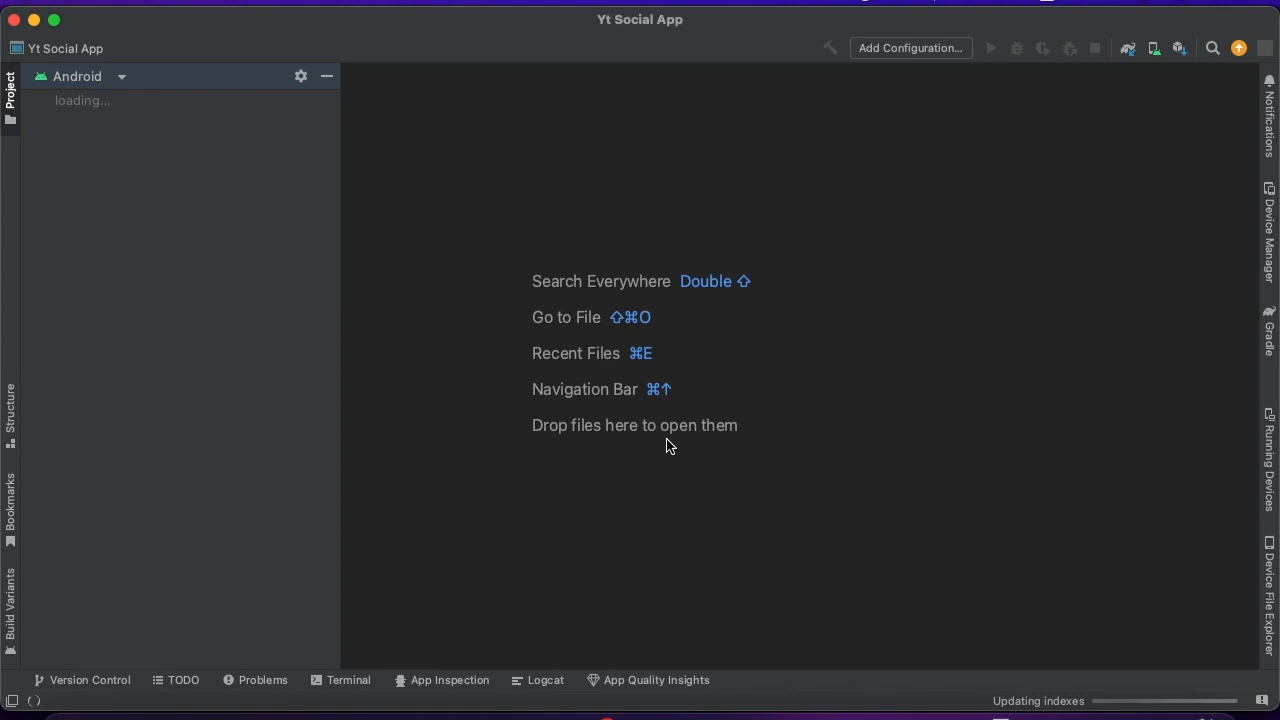 Yt Social App
Yt Social App
Add Configuration...
Android
loading...
Project
Structure
Bookmarks
Build Variants
Search Everywhere Double ⇧
Go to File ⇧⌘O
Recent Files ⌘E
Navigation Bar ⌘↑
Drop files here to open them
Notifications
Device Manager
Gradle
Running Devices
Device File Explorer
Version Control
TODO
Problems
Terminal
App Inspection
Logcat
App Quality Insights
Updating indexes